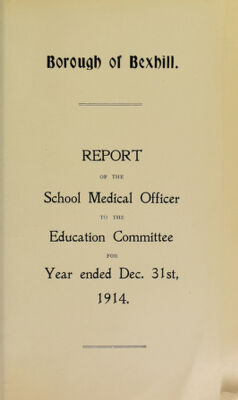 Borough of Bexhill.
REPORT
OF THE
School Medical Officer
TO THE
Education Committee
FOR
Year ended Dec. 31st,
1914.